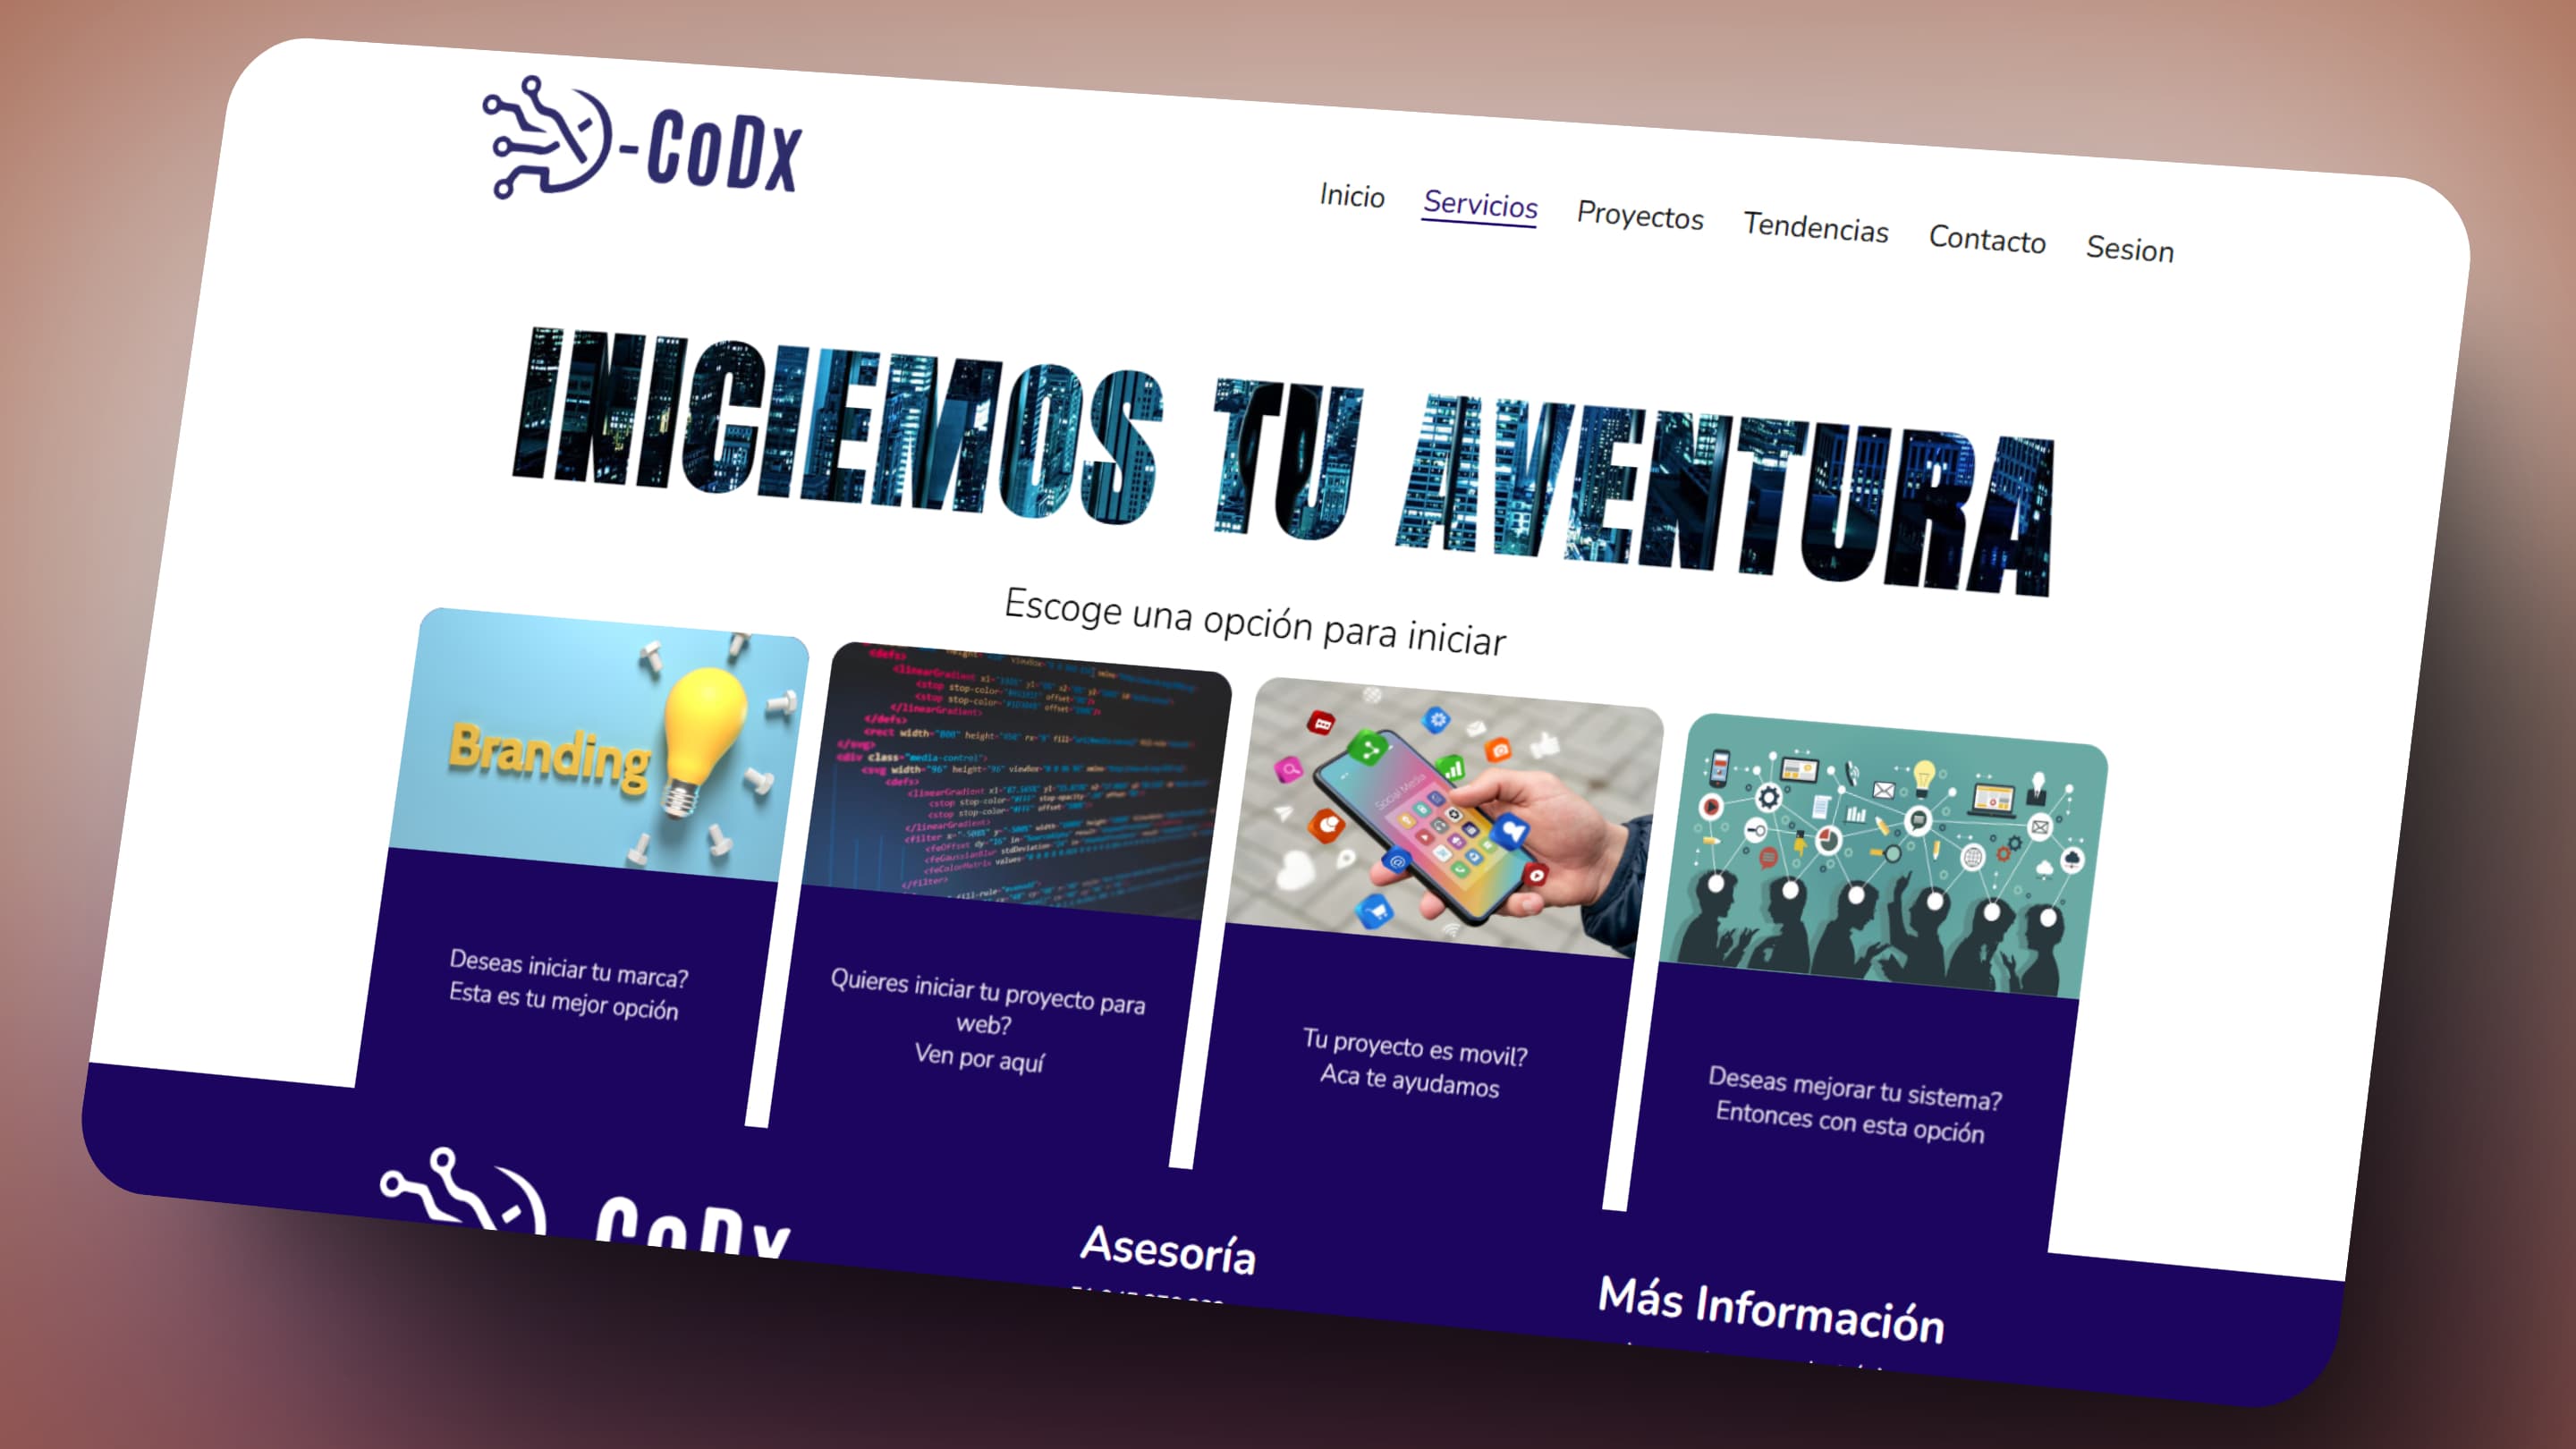 -CoDX
Inicio Servicios Proyectos Tendencias Contacto Sesion
INICIEMOS TU AVENTURA
Escoge una opción para iniciar
Branding
Social Media
Deseas iniciar tu marca?
Esta es tu mejor opción
Quieres iniciar tu proyecto para
web?
Ven por aquí
Tu proyecto es movil?
Aca te ayudamos
Deseas mejorar tu sistema?
Entonces con esta opción
CoDX
Asesoría
Más Información